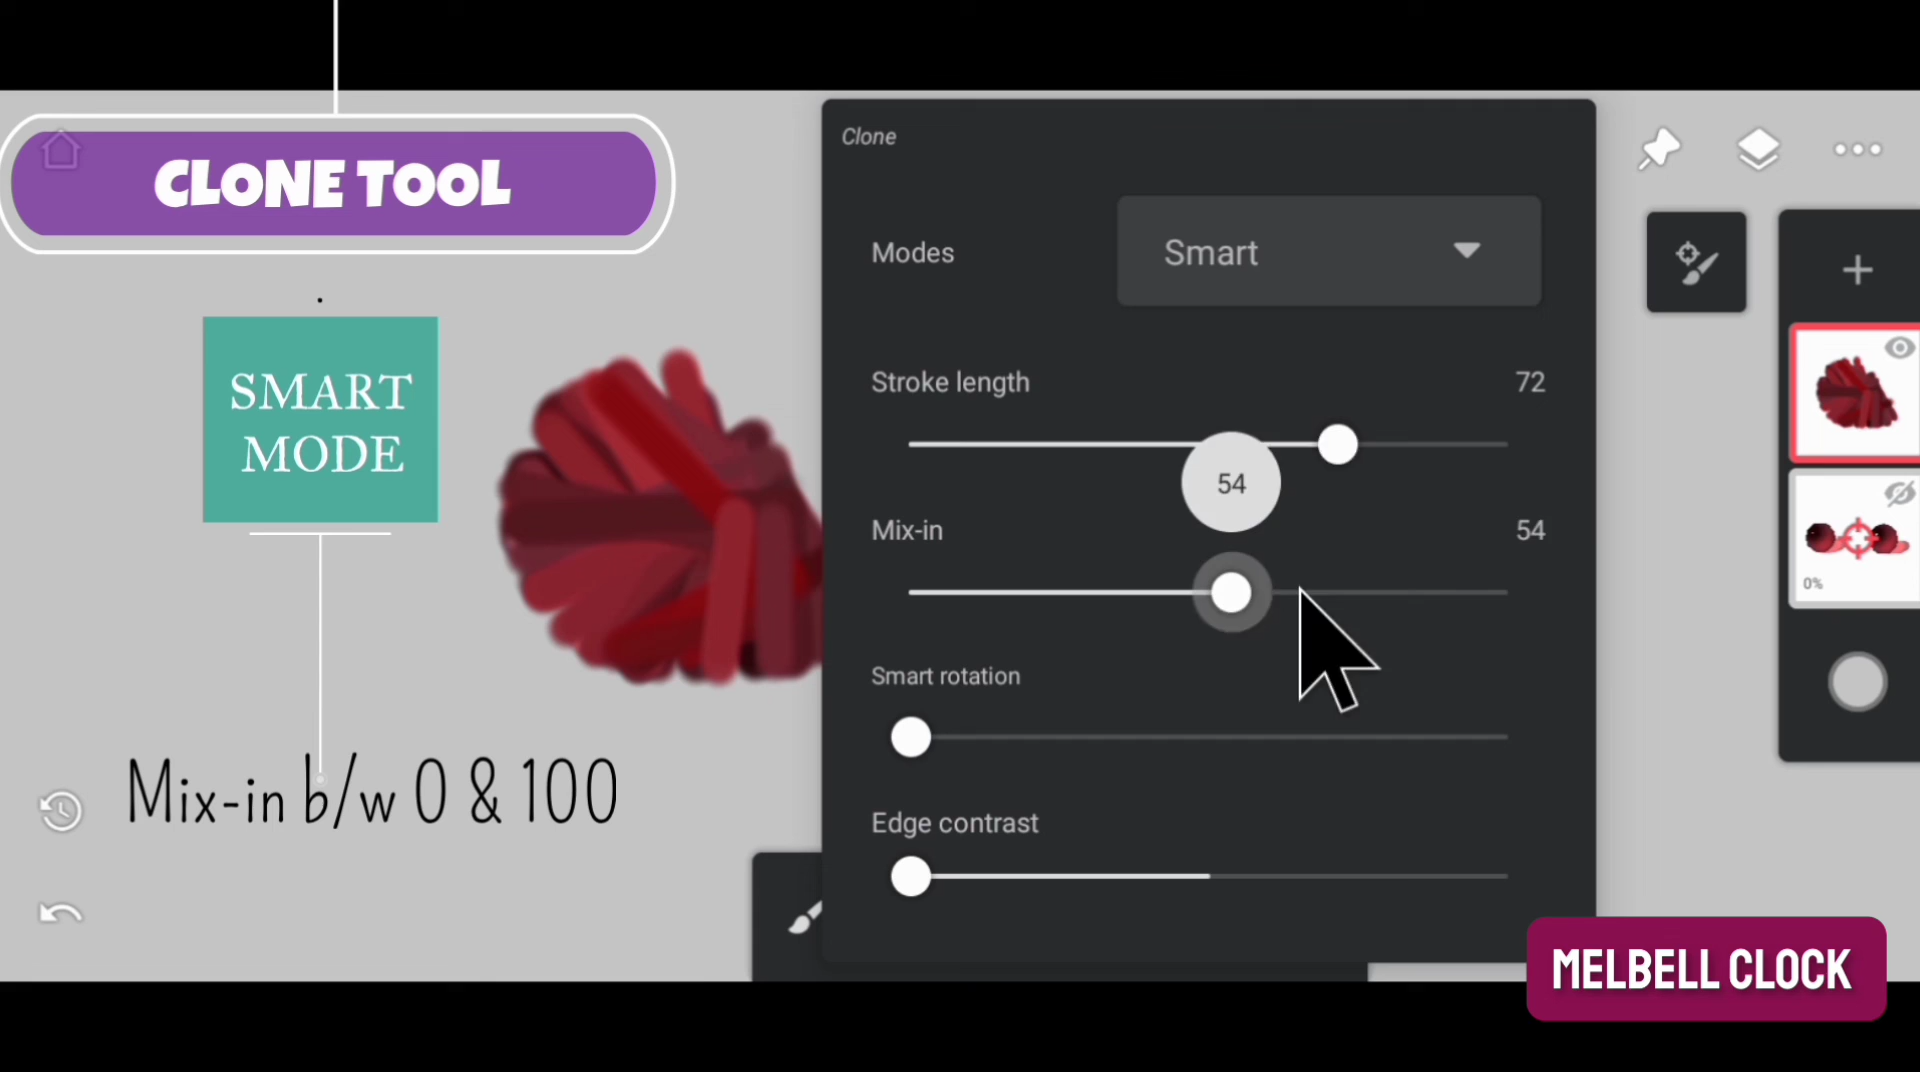 CLONE TOOL
SMART
MODE
Mix-in b/w 0 & 100
Clone
Modes
Smart
Stroke length
72
54
Mix-in
54
Smart rotation
Edge contrast
0%
MELBELL CLOCK